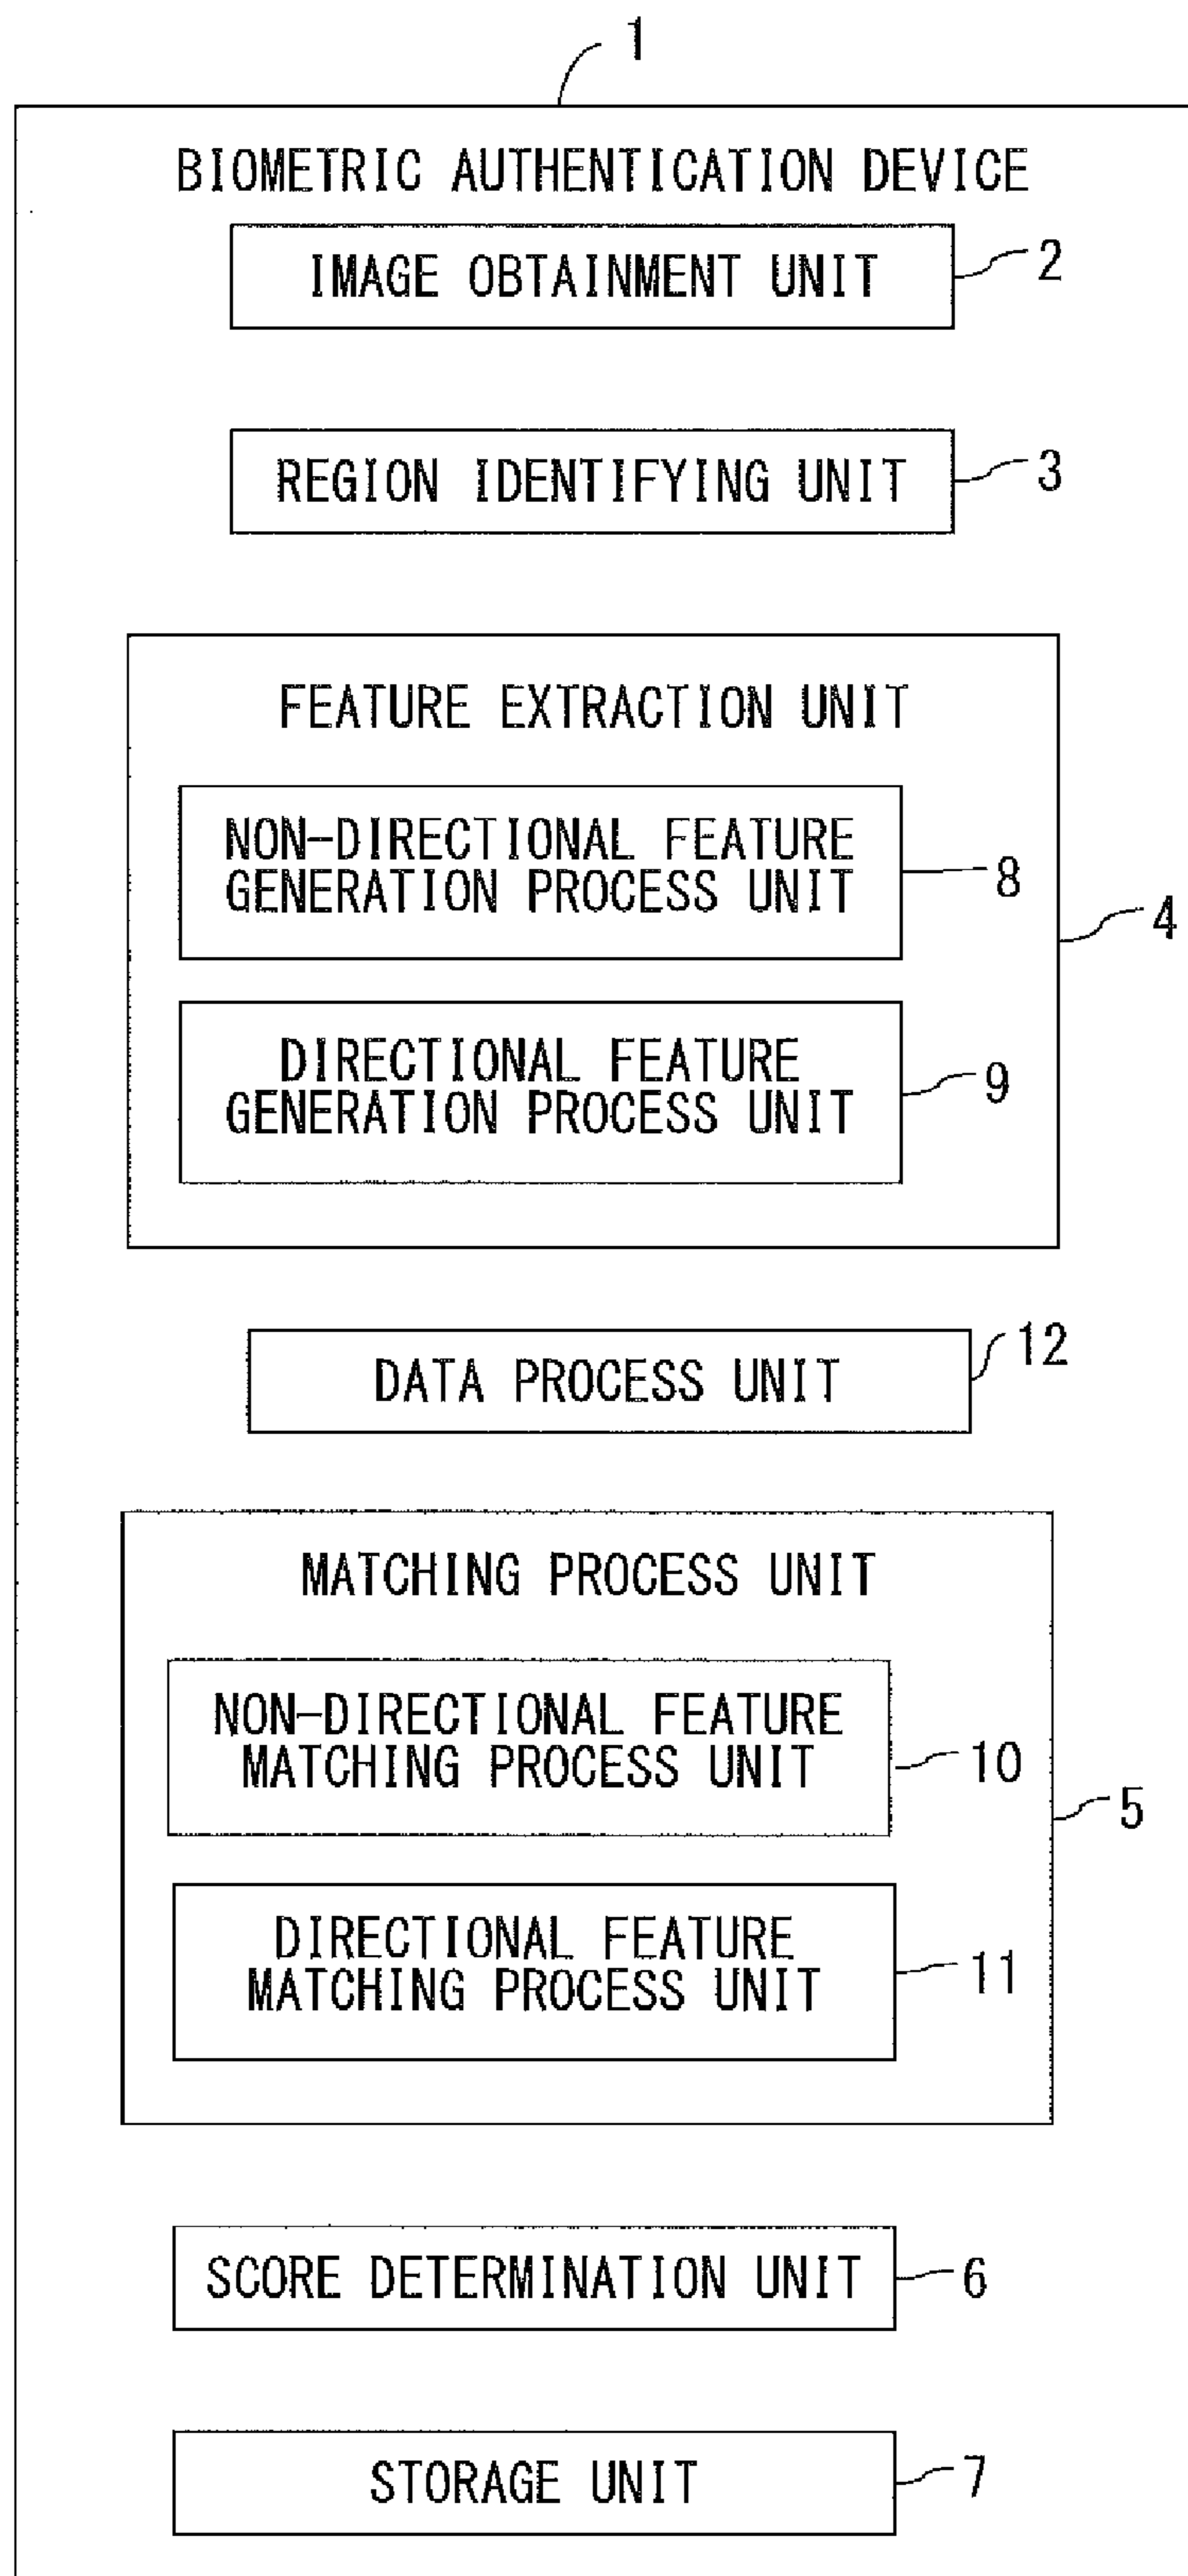 1
BIOMETRIC AUTHENTICATION DEVICE
IMAGE OBTAINMENT UNIT
2
REGION IDENTIFYING UNIT
3
FEATURE EXTRACTION UNIT
NON-DIRECTIONAL FEATURE
GENERATION PROCESS UNIT
8
4
DIRECTIONAL FEATURE
GENERATION PROCESS UNIT
9
DATA PROCESS UNIT
12
MATCHING PROCESS UNIT
NON-DIRECTIONAL FEATURE
MATCHING PROCESS UNIT
10
5
DIRECTIONAL FEATURE
MATCHING PROCESS UNIT
11
SCORE DETERMINATION UNIT
6
STORAGE UNIT
7